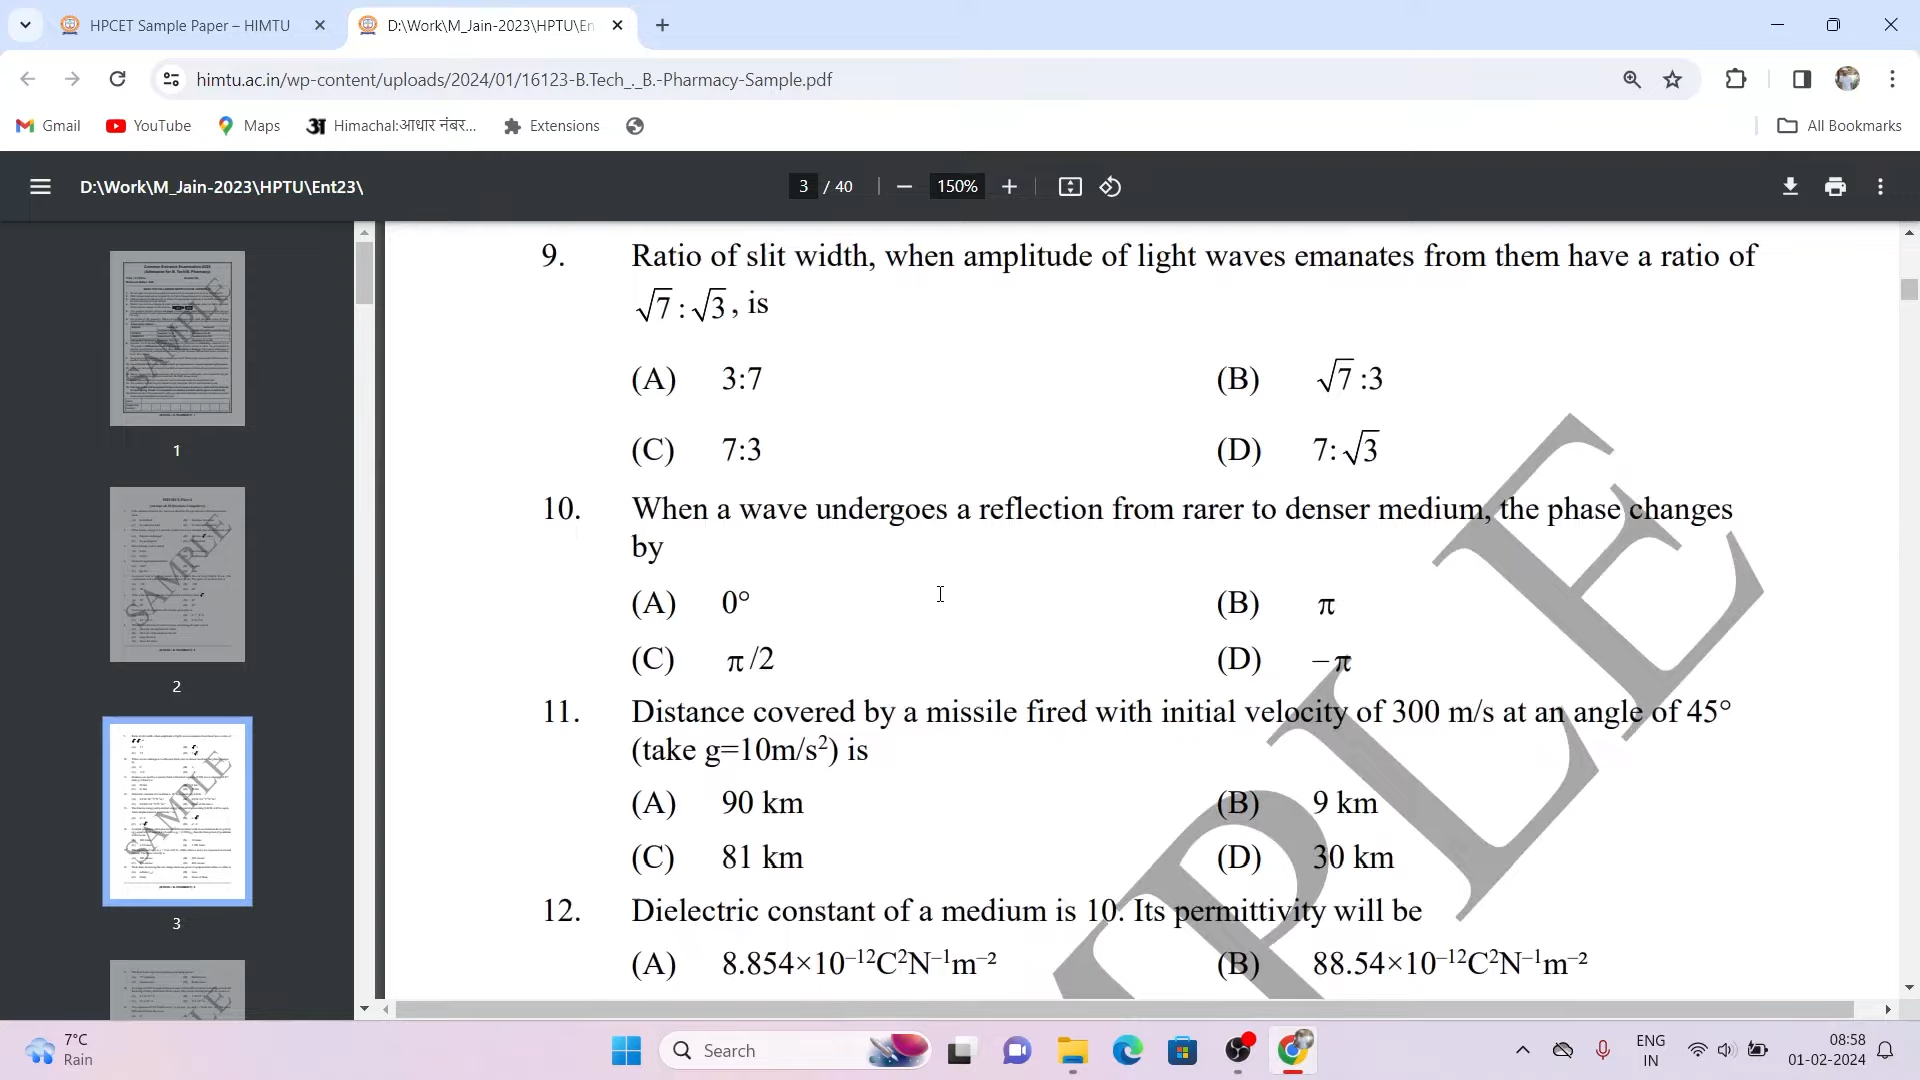 HPCET Sample Paper – HIMTU
D:\Work\M_Jain-2023\HPTU\En
himtu.ac.in/wp-content/uploads/2024/01/16123-B.Tech_._B.-Pharmacy-Sample.pdf
Gmail YouTube Maps Himachal:आधार नंबर... Extensions All Bookmarks
D:\Work\M_Jain-2023\HPTU\Ent23\ 3 / 40 150%
SAMPLE
1
SAMPLE
2
SAMPLE
3
9. Ratio of slit width, when amplitude of light waves emanates from them have a ratio of
√7 : √3 , is
(A) 3:7 (B) √7 :3
(C) 7:3 (D) 7: √3
10. When a wave undergoes a reflection from rarer to denser medium, the phase changes
by
(A) 0° (B) π
(C) π /2 (D) –π
11. Distance covered by a missile fired with initial velocity of 300 m/s at an angle of 45°
(take g=10m/s²) is
(A) 90 km (B) 9 km
(C) 81 km (D) 30 km
12. Dielectric constant of a medium is 10. Its permittivity will be
(A) 8.854×10⁻¹²C²N⁻¹m⁻² (B) 88.54×10⁻¹²C²N⁻¹m⁻²
PLE
7°C
Rain
Search
ENG
IN
08:58
01-02-2024